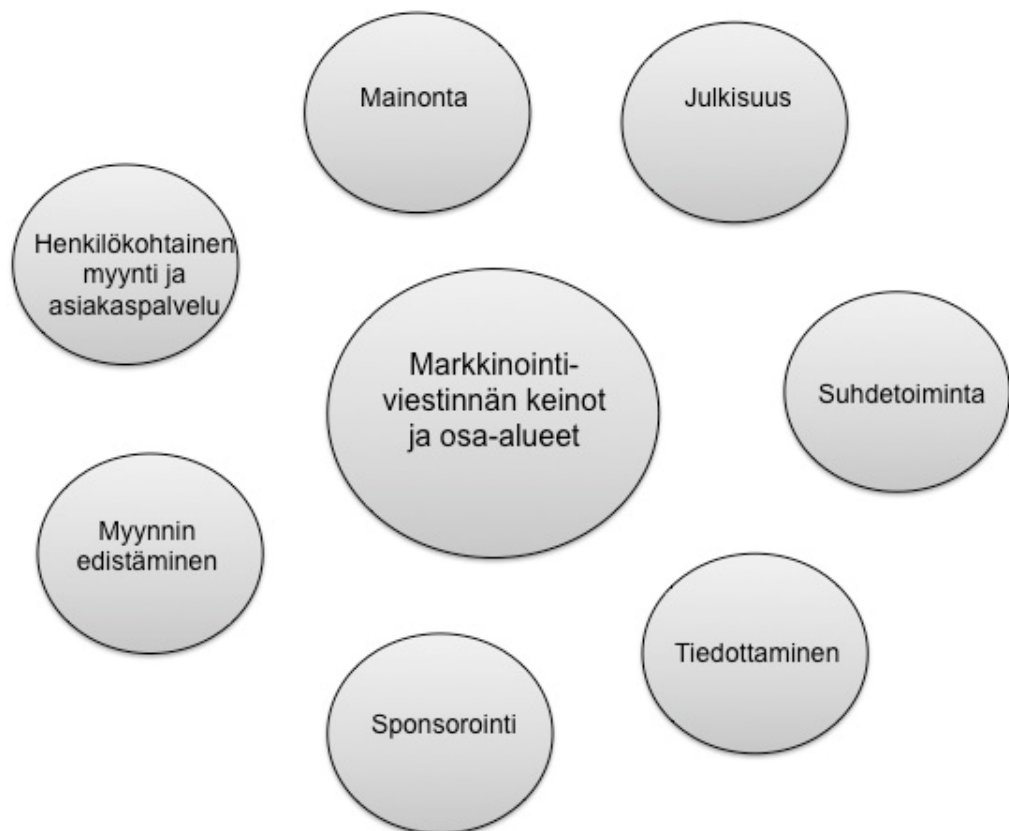 Mainonta
Julkisuus
Henkilökohtainen
myynti ja
asiakaspalvelu
Markkinointi-
viestinnän keinot
ja osa-alueet
Suhdetoiminta
Myynnin
edistäminen
Tiedottaminen
Sponsorointi